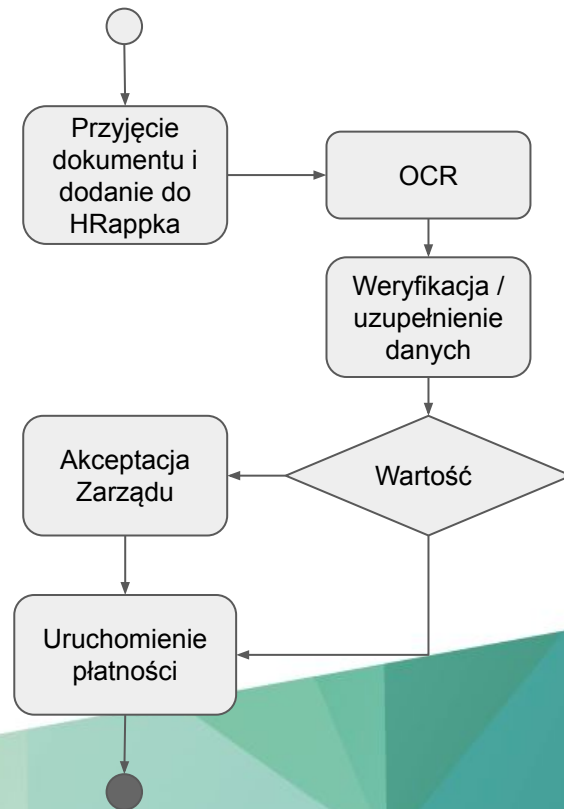 Przyjęcie
dokumentu i
dodanie do
HRappka
OCR
Weryfikacja /
uzupełnienie
danych
Wartość
Akceptacja
Zarządu
Uruchomienie
płatności